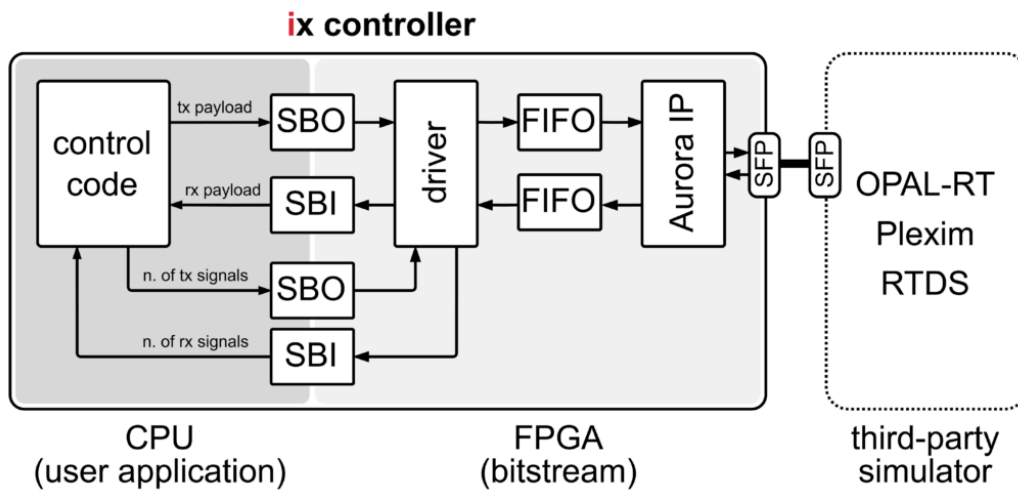 ix controller
control
code
tx payload
SBO
rx payload
SBI
n. of tx signals
SBO
n. of rx signals
SBI
driver
FIFO
FIFO
Aurora IP
SFP
SFP
OPAL-RT
Plexim
RTDS
CPU
(user application)
FPGA
(bitstream)
third-party
simulator